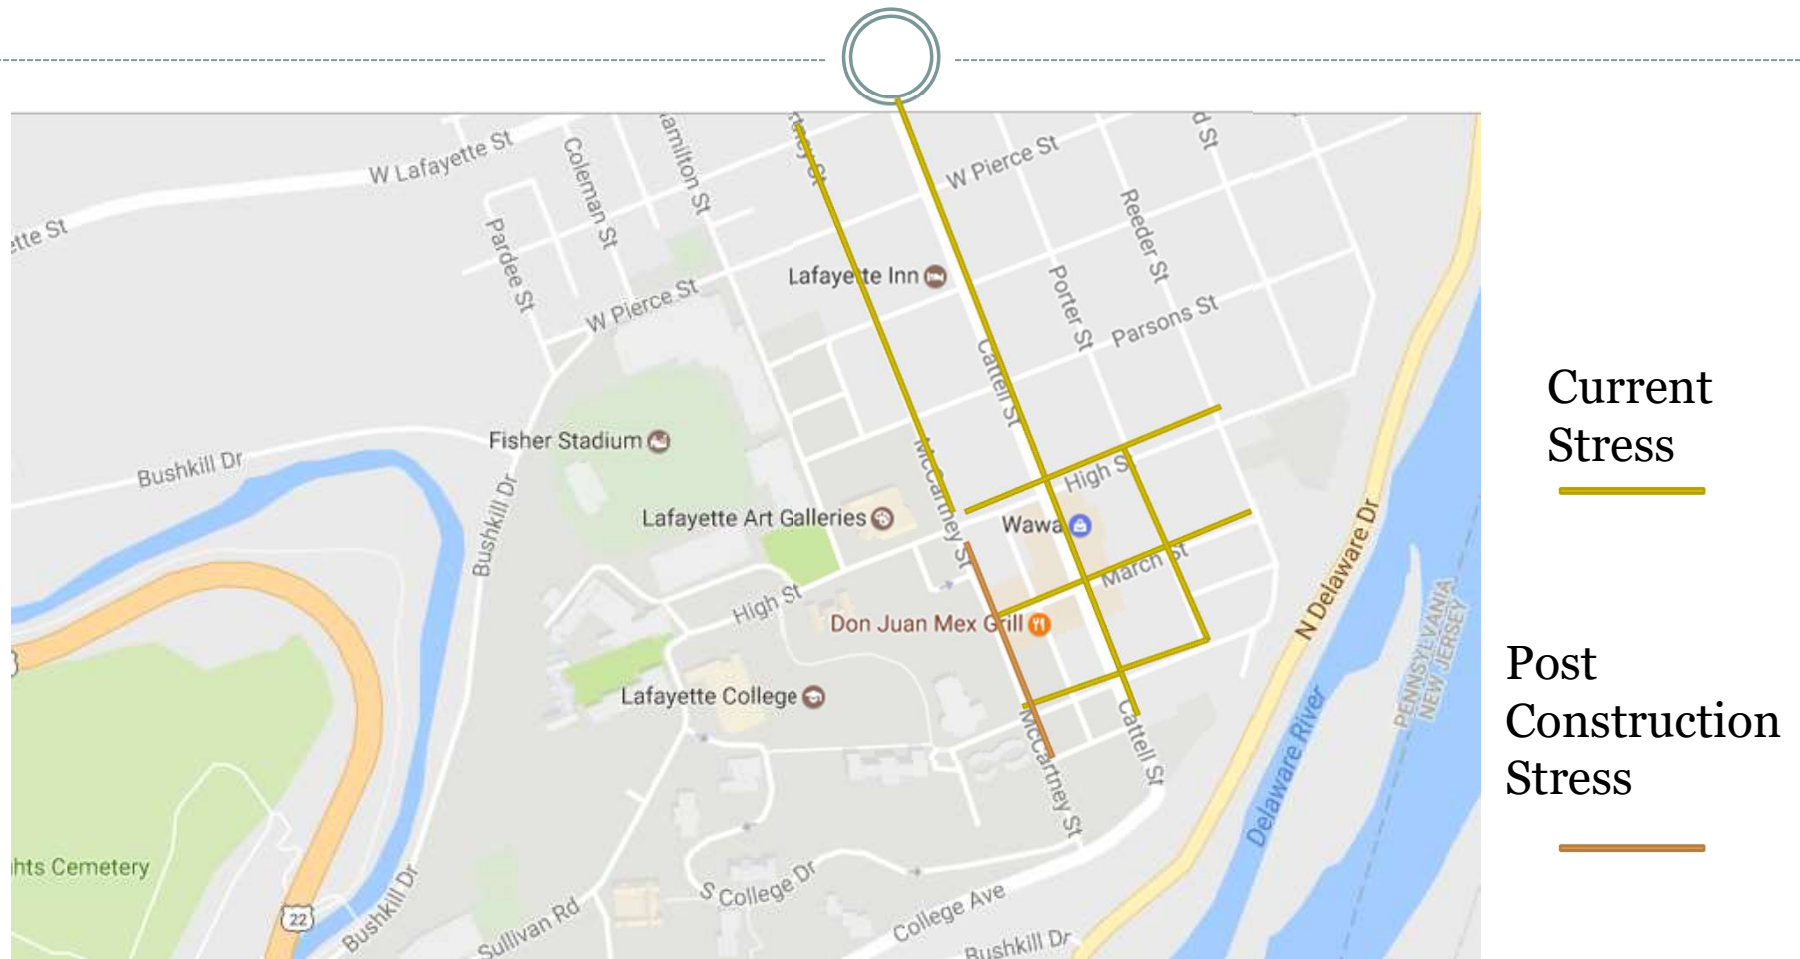 rtney St
amilton St
d St
W Lafayette St
Coleman St
W Pierce St
Reeder St
ette St
Pardee St
Lafayette Inn
Porter St
W Pierce St
Parsons St
Cattell St
Current
Stress
Fisher Stadium
McCartney St
High S
Bushkill Dr
Bushkill Dr
Lafayette Art Galleries
Wawa
March St
N Delaware Dr
High St
Don Juan Mex Grill
PENNSYLVANIA
NEW JERSEY
Lafayette College
Post
Construction
Stress
McCartney St
Cattell St
Delaware River
hts Cemetery
S College Dr
22
Bushkill Dr
Sullivan Rd
College Ave
Bushkill Dr